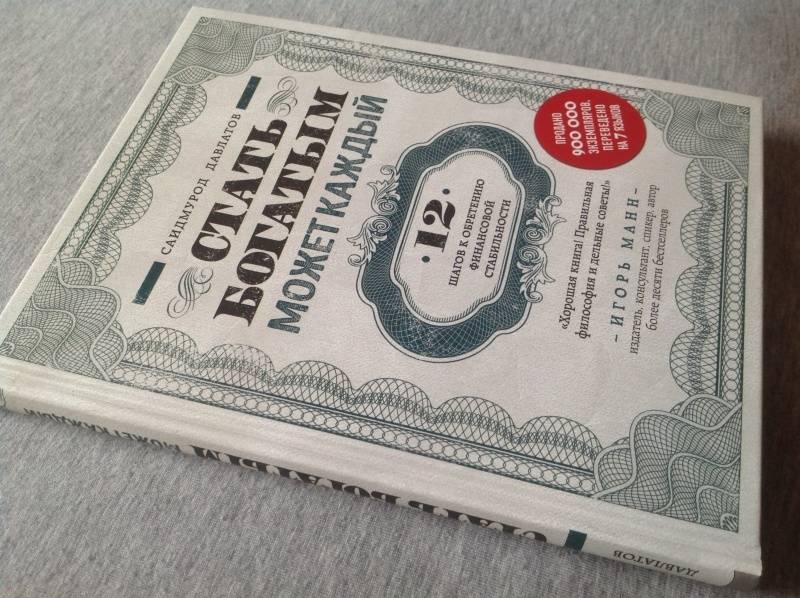 САИДМУРОД ДАВЛАТОВ
СТАТЬ
БОГАТЫМ
МОЖЕТ КАЖДЫЙ
·12·
ШАГОВ К ОБРЕТЕНИЮ
ФИНАНСОВОЙ
СТАБИЛЬНОСТИ
ПРОДАНО
900 000
ЭКЗЕМПЛЯРОВ,
ПЕРЕВЕДЕНО
НА 7 ЯЗЫКОВ
«Хорошая книга! Правильная
философия и дельные советы!»
– ИГОРЬ МАНН –
издатель, консультант, спикер, автор
более десяти бестселлеров
ДАВЛАТОВ
СТАТЬ БОГАТЫМ
МОЖЕТ КАЖДЫЙ